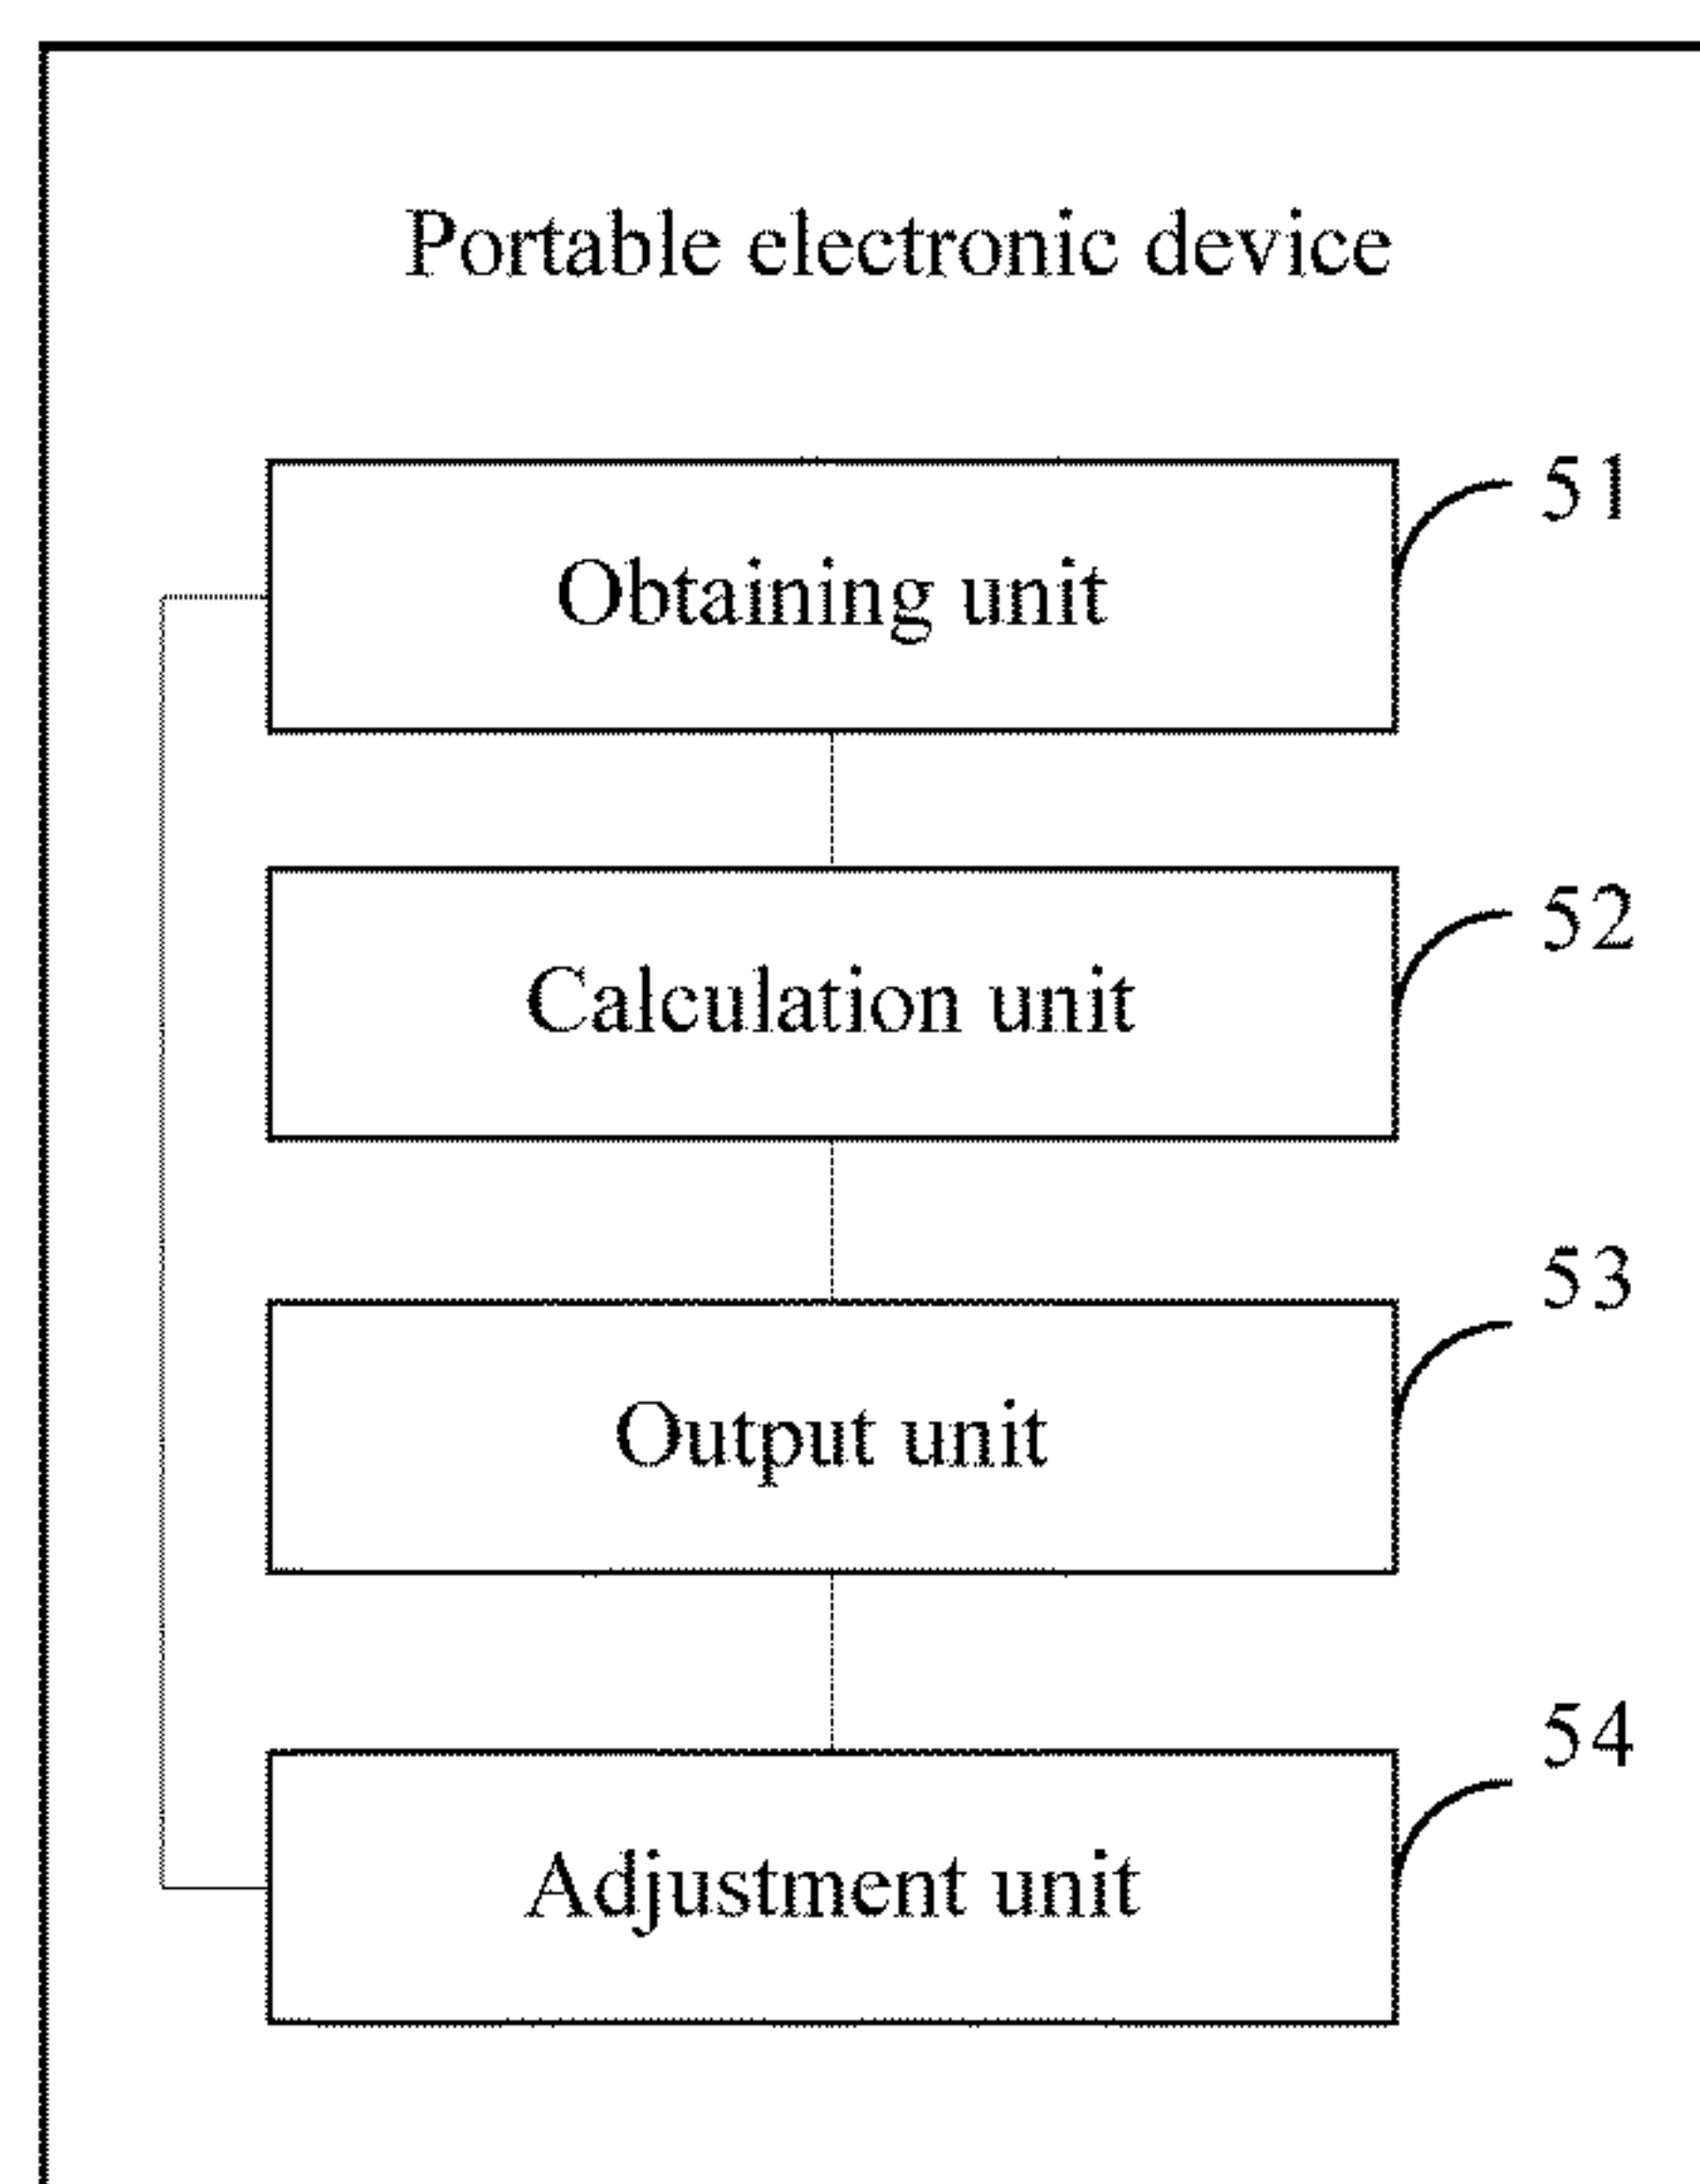 Portable electronic device
51
Obtaining unit
52
Calculation unit
53
Output unit
54
Adjustment unit